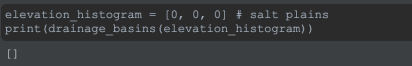 elevation_histogram = [0, 0, 0] # salt plains
print(drainage_basins(elevation_histogram))
[]